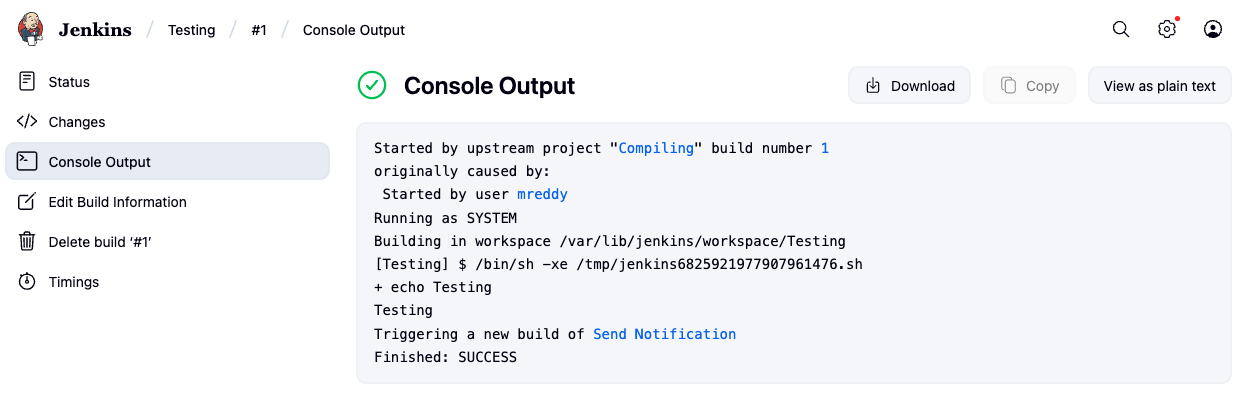 Jenkins / Testing / #1 / Console Output
Status
Changes
Console Output
Edit Build Information
Delete build ‘#1’
Timings
Console Output
Download
Copy
View as plain text
Started by upstream project "Compiling" build number 1
originally caused by:
 Started by user mreddy
Running as SYSTEM
Building in workspace /var/lib/jenkins/workspace/Testing
[Testing] $ /bin/sh -xe /tmp/jenkins6825921977907961476.sh
+ echo Testing
Testing
Triggering a new build of Send Notification
Finished: SUCCESS